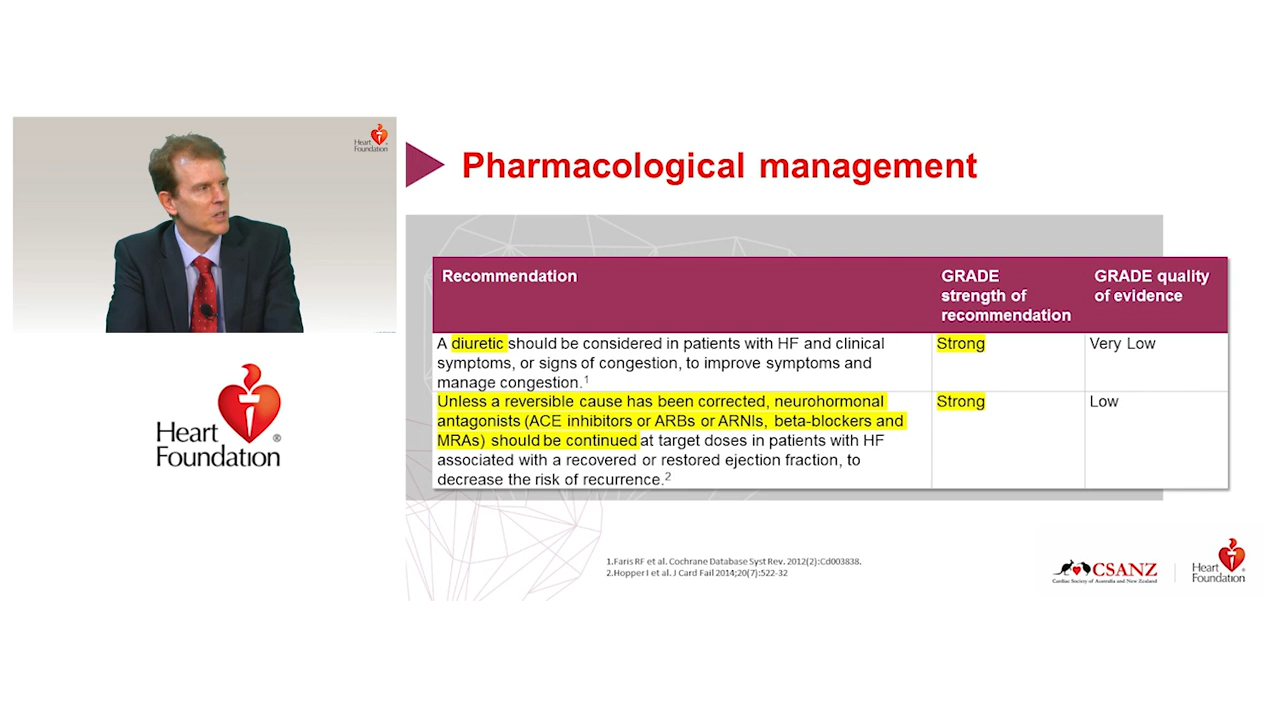 Heart
Foundation
Heart
Foundation
Pharmacological management
Recommendation
GRADE
strength of
recommendation
GRADE quality
of evidence
A diuretic should be considered in patients with HF and clinical
symptoms, or signs of congestion, to improve symptoms and
manage congestion.1
Strong
Very Low
Unless a reversible cause has been corrected, neurohormonal
antagonists (ACE inhibitors or ARBs or ARNIs, beta-blockers and
MRAs) should be continued at target doses in patients with HF
associated with a recovered or restored ejection fraction, to
decrease the risk of recurrence.2
Strong
Low
1.Faris RF et al. Cochrane Database Syst Rev. 2012(2):Cd003838.
2.Hopper I et al. J Card Fail 2014;20(7):522-32
CSANZ
Cardiac Society of Australia and New Zealand
Heart
Foundation